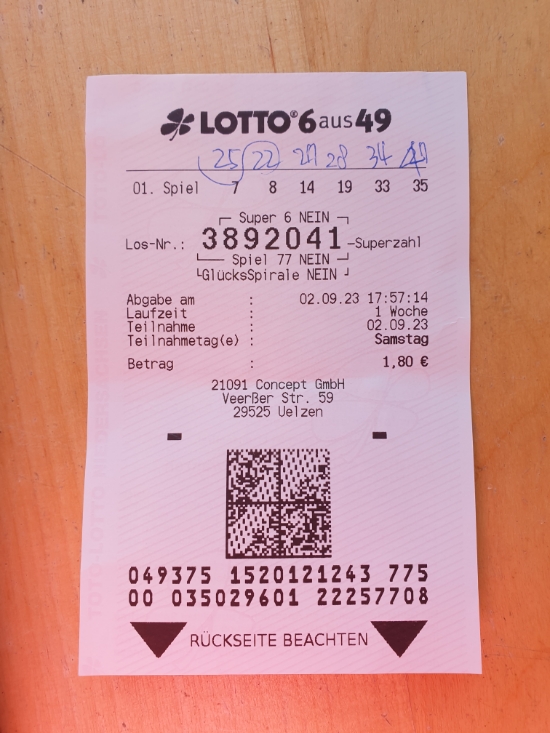 LOTTO® 6aus49
25 22 28 34
01. Spiel 7 8 14 19 33 35
Super 6 NEIN
Los-Nr.: 3892041-Superzahl
Spiel 77 NEIN
GlücksSpirale NEIN
Abgabe am : 02.09.23 17:57:14
Laufzeit : 1 Woche
Teilnahme : 02.09.23
Teilnahmetag(e) : Samstag
Betrag : 1,80 €
21091 Concept GmbH
Veerßer Str. 59
29525 Uelzen
049375 1520121243 775
00 035029601 22257708
RÜCKSEITE BEACHTEN